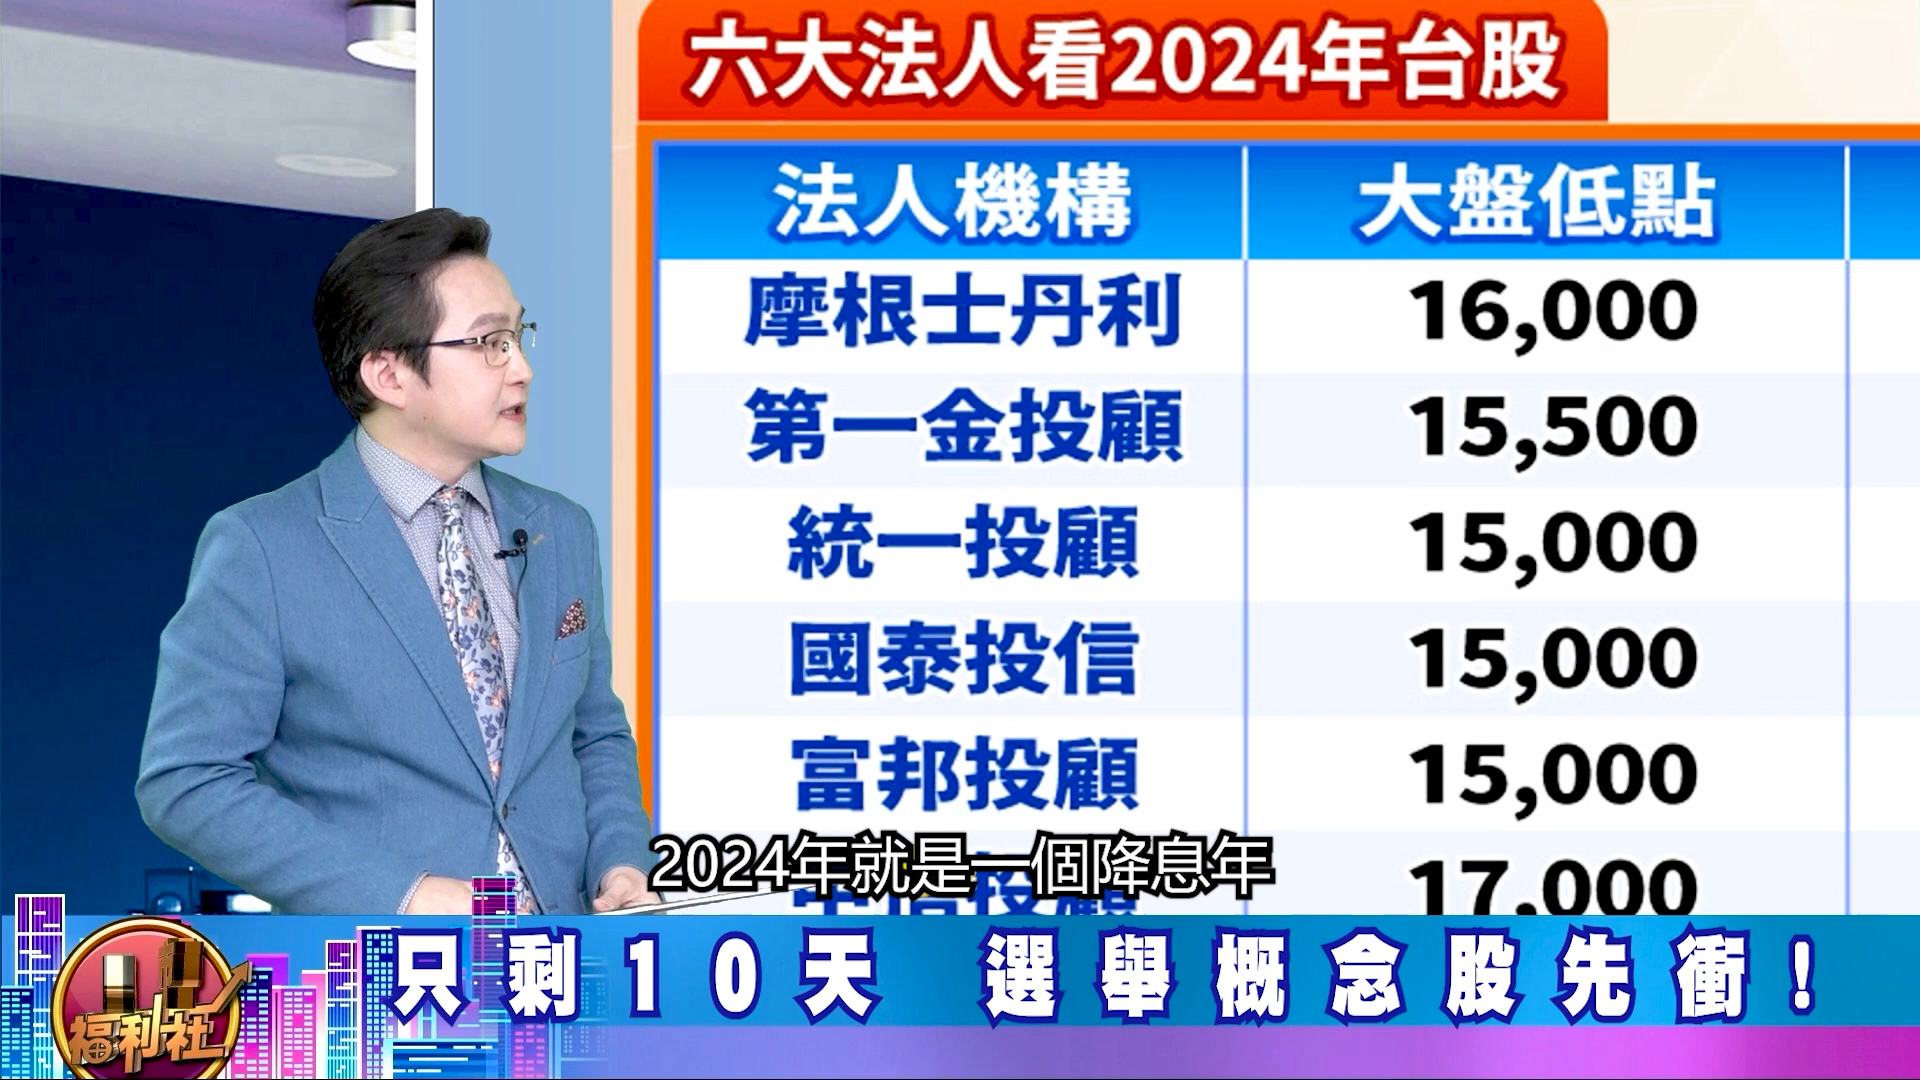 六大法人看2024年台股
法人機構 大盤低點
摩根士丹利 16,000
第一金投顧 15,500
統一投顧 15,000
國泰投信 15,000
富邦投顧 15,000
投顧 17,000
2024年就是一個降息年
只剩10天 選舉概念股先衝!
福利社